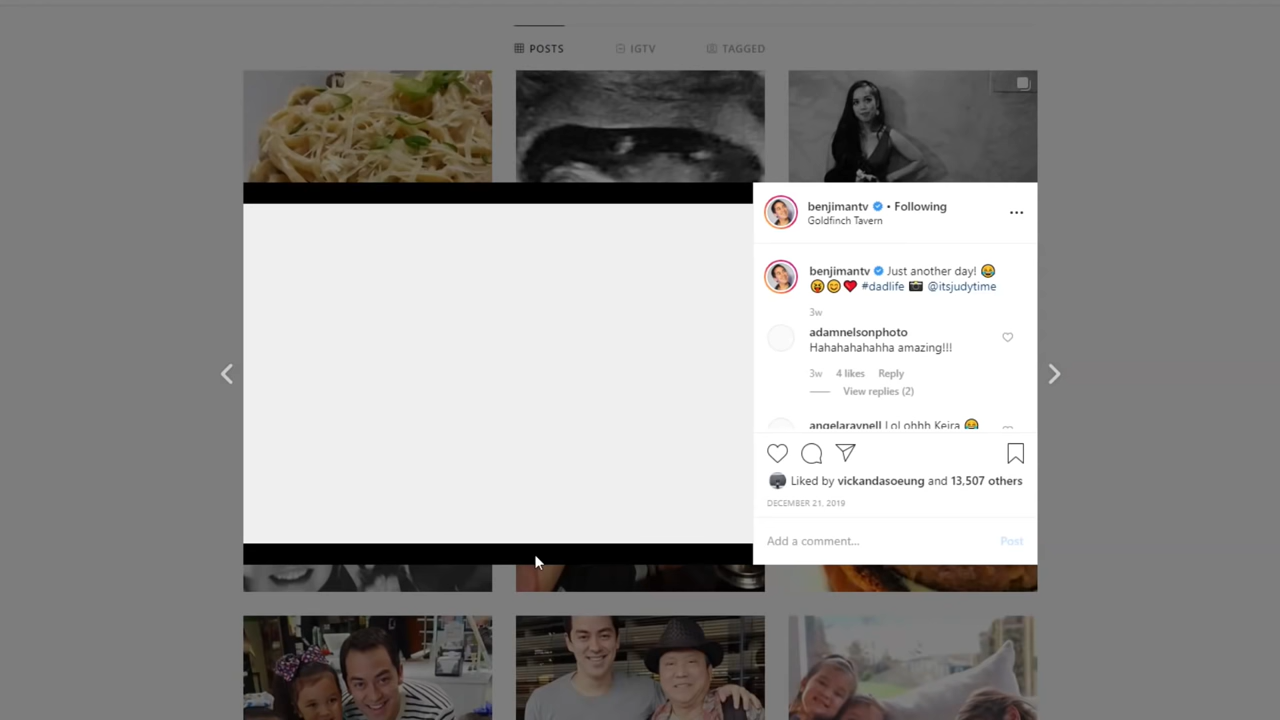 POSTS IGTV TAGGED
benjimantv • Following
Goldfinch Tavern
benjimantv Just another day! 😂
😝😋❤️ #dadlife 📸 @itsjudytime
3w
adamnelsonphoto
Hahahahahahha amazing!!!
3w 4 likes Reply
View replies (2)
angelaravnell Lol ohhh Keira 😂
Liked by vickandasoeung and 13,507 others
DECEMBER 21, 2019
Add a comment... Post